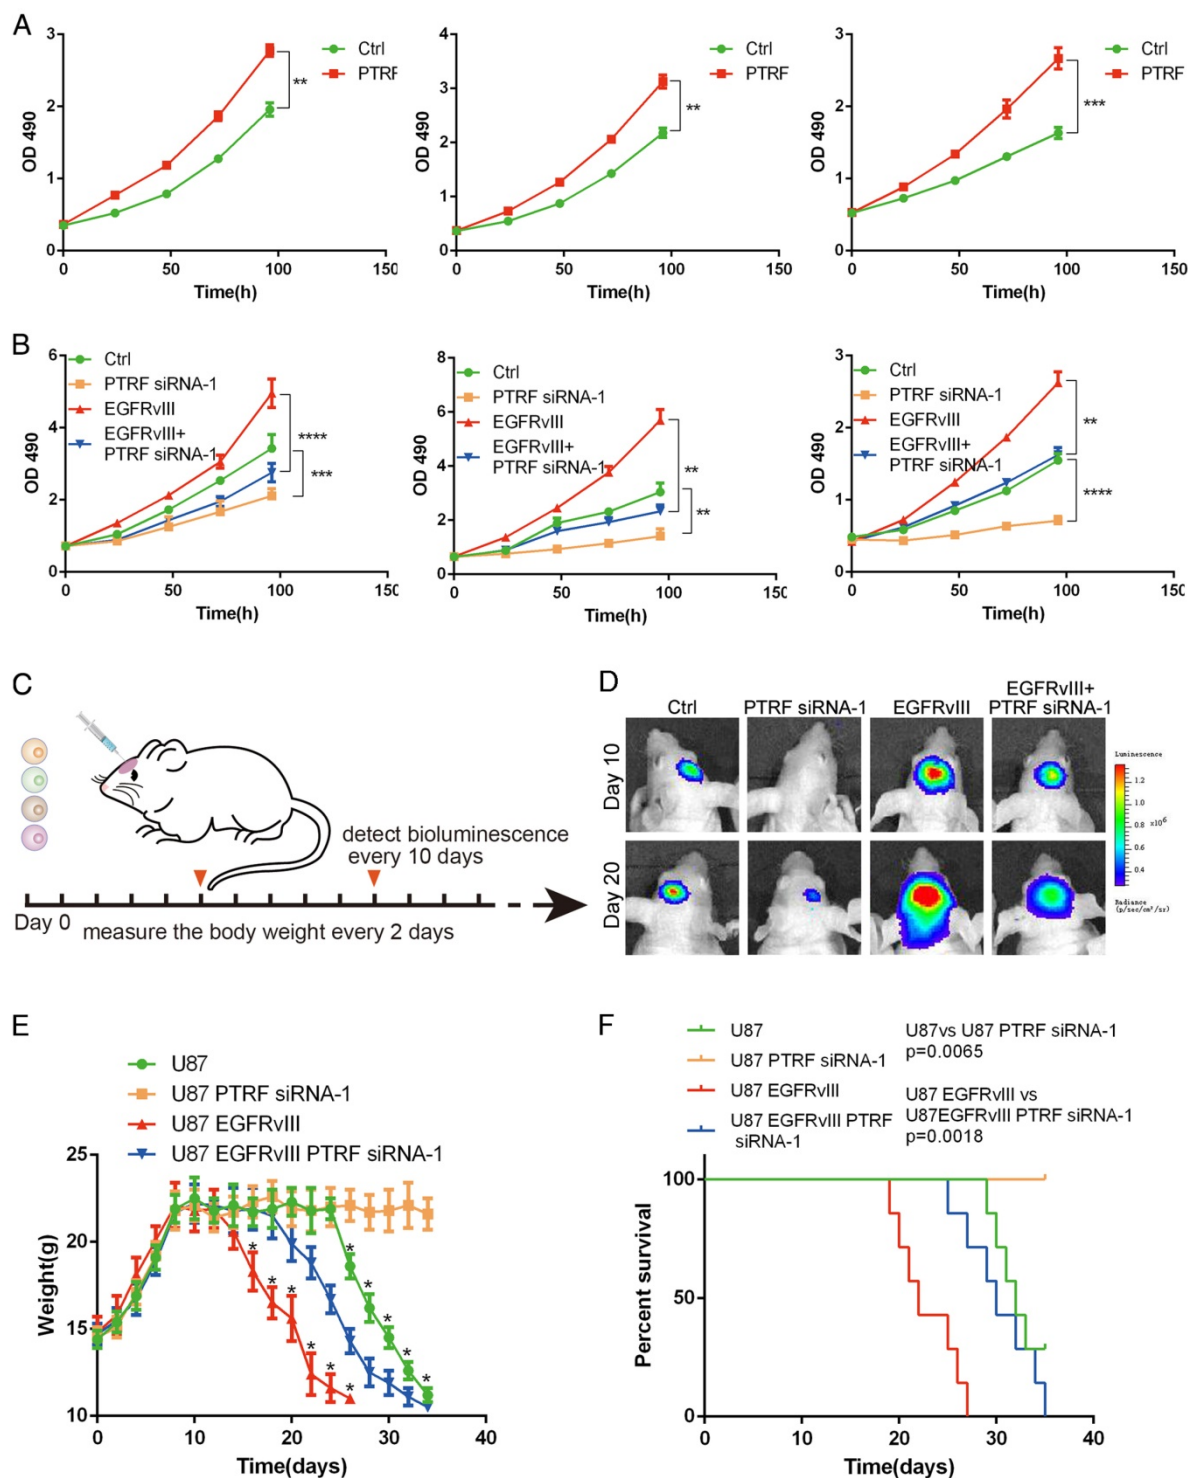 A
3
2
1
0
OD 490
0
50
100
150
Time(h)
Ctrl
PTRF
**
4
3
2
1
0
OD 490
0
50
100
150
Time(h)
Ctrl
PTRF
**
3
2
1
0
OD 490
0
50
100
150
Time(h)
Ctrl
PTRF
***
B
6
4
2
0
OD 490
0
50
100
150
Time(h)
Ctrl
PTRF siRNA-1
EGFRvIII
EGFRvIII+
PTRF siRNA-1
****
***
8
6
4
2
0
OD 490
0
50
100
150
Time(h)
Ctrl
PTRF siRNA-1
EGFRvIII
EGFRvIII+
PTRF siRNA-1
**
**
3
2
1
0
OD 490
0
50
100
150
Time(h)
Ctrl
PTRF siRNA-1
EGFRvIII
EGFRvIII+
PTRF siRNA-1
**
****
C
detect bioluminescence
every 10 days
Day 0
measure the body weight every 2 days
D
Ctrl
PTRF siRNA-1
EGFRvIII
EGFRvIII+
PTRF siRNA-1
Day 10
Day 20
Luminescence
1.2
1.0
0.8
×10⁶
0.6
0.4
Radiance
(p/sec/cm²/sr)
E
U87
U87 PTRF siRNA-1
U87 EGFRvIII
U87 EGFRvIII PTRF siRNA-1
25
20
15
10
Weight(g)
* * * * * *
* * * * *
0
10
20
30
40
Time(days)
F
U87
U87 PTRF siRNA-1
U87 EGFRvIII
U87 EGFRvIII PTRF
siRNA-1
U87vs U87 PTRF siRNA-1
p=0.0065
U87 EGFRvIII vs
U87EGFRvIII PTRF siRNA-1
p=0.0018
100
50
0
Percent survival
0
10
20
30
40
Time(days)